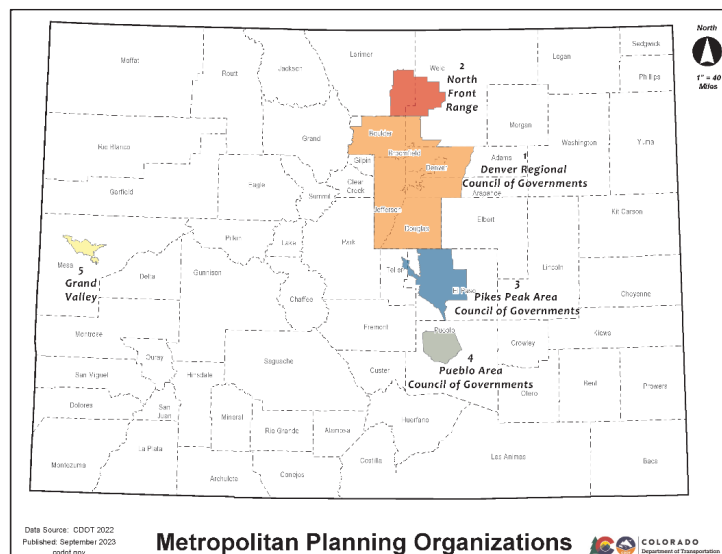 North
1" = 40
Miles
Moffat
Routt
Jackson
Larimer
Weld
Logan
Sedgwick
Phillips
2
North
Front
Range
Morgan
Rio Blanco
Grand
Boulder
Broomfield
Gilpin
Denver
Adams
Washington
Yuma
1
Denver Regional
Council of Governments
Garfield
Eagle
Summit
Clear
Creek
Arapahoe
Jefferson
Douglas
Elbert
Kit Carson
Pitkin
Lake
Park
Lincoln
Mesa
5
Grand
Valley
Delta
Gunnison
Chaffee
Teller
El Paso
3
Pikes Peak Area
Council of Governments
Cheyenne
Montrose
Fremont
Pueblo
Crowley
Kiowa
4
Pueblo Area
Council of Governments
Ouray
San Miguel
Hinsdale
Saguache
Custer
Otero
Bent
Prowers
Dolores
San
Juan
Mineral
Rio Grande
Alamosa
Huerfano
La Plata
Montezuma
Archuleta
Conejos
Costilla
Las Animas
Baca
Data Source: CDOT 2022
Published: September 2023
codot.gov
Metropolitan Planning Organizations
COLORADO
Department of Transportation